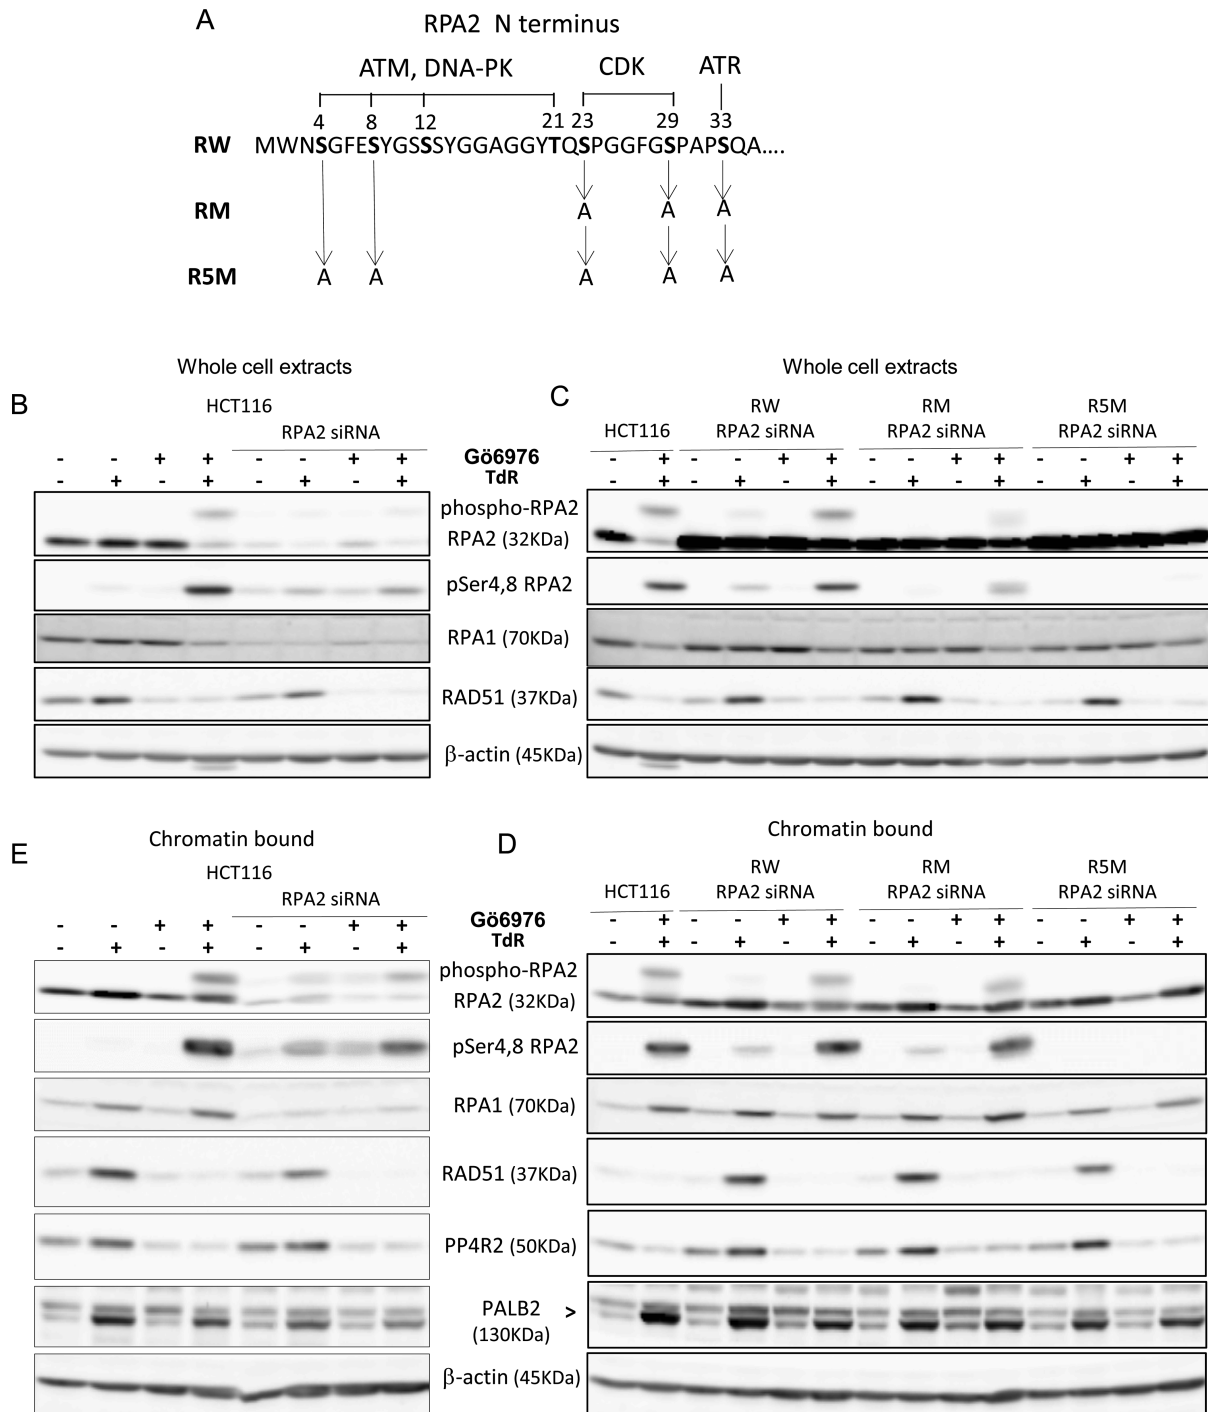 A
RPA2 N terminus
ATM, DNA-PK CDK ATR
4 8 12 21 23 29 33
RW MWNSGFESYGSSSYGGAGGYTQSPGGFGSPAPSQA....
RM A A A
R5M A A A A A
Whole cell extracts
B
HCT116
RPA2 siRNA
- - + + - - + +
- + - + - + - +
Whole cell extracts
C
RW RM R5M
HCT116 RPA2 siRNA RPA2 siRNA RPA2 siRNA
Gö6976 - + - - + + - - + + - - + +
TdR - + - + - + - + - + - + - +
phospho-RPA2
RPA2 (32KDa)
pSer4,8 RPA2
RPA1 (70KDa)
RAD51 (37KDa)
β-actin (45KDa)
Chromatin bound
E
HCT116
RPA2 siRNA
- - + + - - + +
- + - + - + - +
Chromatin bound
D
RW RM R5M
HCT116 RPA2 siRNA RPA2 siRNA RPA2 siRNA
Gö6976 - + - - + + - - + + - - + +
TdR - + - + - + - + - + - + - +
phospho-RPA2
RPA2 (32KDa)
pSer4,8 RPA2
RPA1 (70KDa)
RAD51 (37KDa)
PP4R2 (50KDa)
PALB2 >
(130KDa)
β-actin (45KDa)